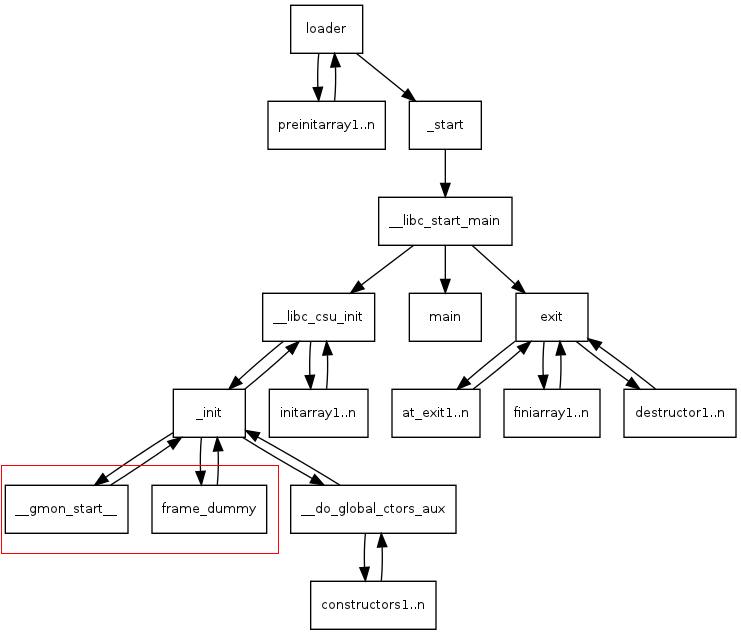 loader
preinitarray1..n
_start
__libc_start_main
__libc_csu_init
main
exit
_init
initarray1..n
at_exit1..n
finiarray1..n
destructor1..n
__gmon_start__
frame_dummy
__do_global_ctors_aux
constructors1..n